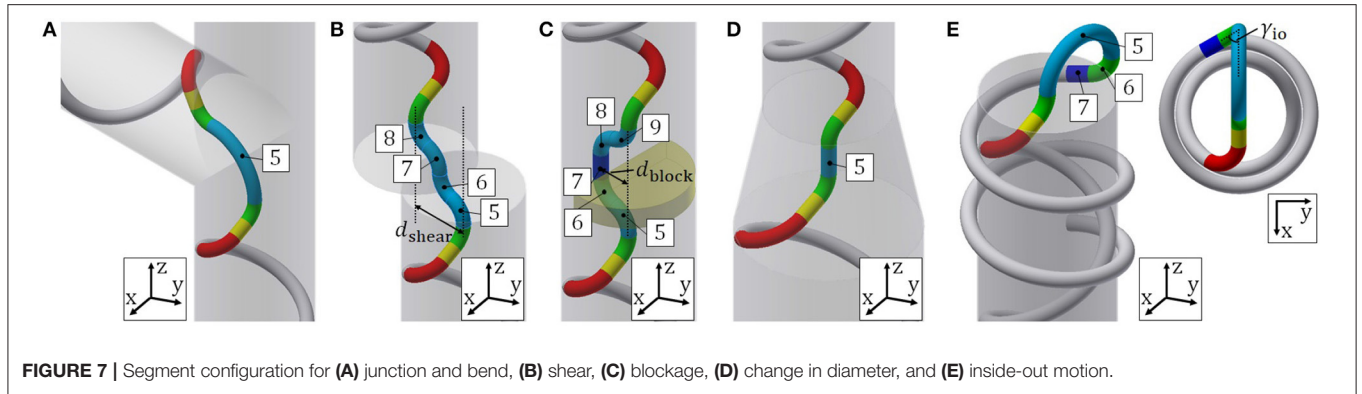 A
B
C
D
E
5
8
7
6
5
d_shear
8
9
7
d_block
6
5
5
5
6
7
γ_io
z
x
y
z
x
y
z
x
y
z
x
y
z
x
y
y
x
FIGURE 7 | Segment configuration for (A) junction and bend, (B) shear, (C) blockage, (D) change in diameter, and (E) inside-out motion.